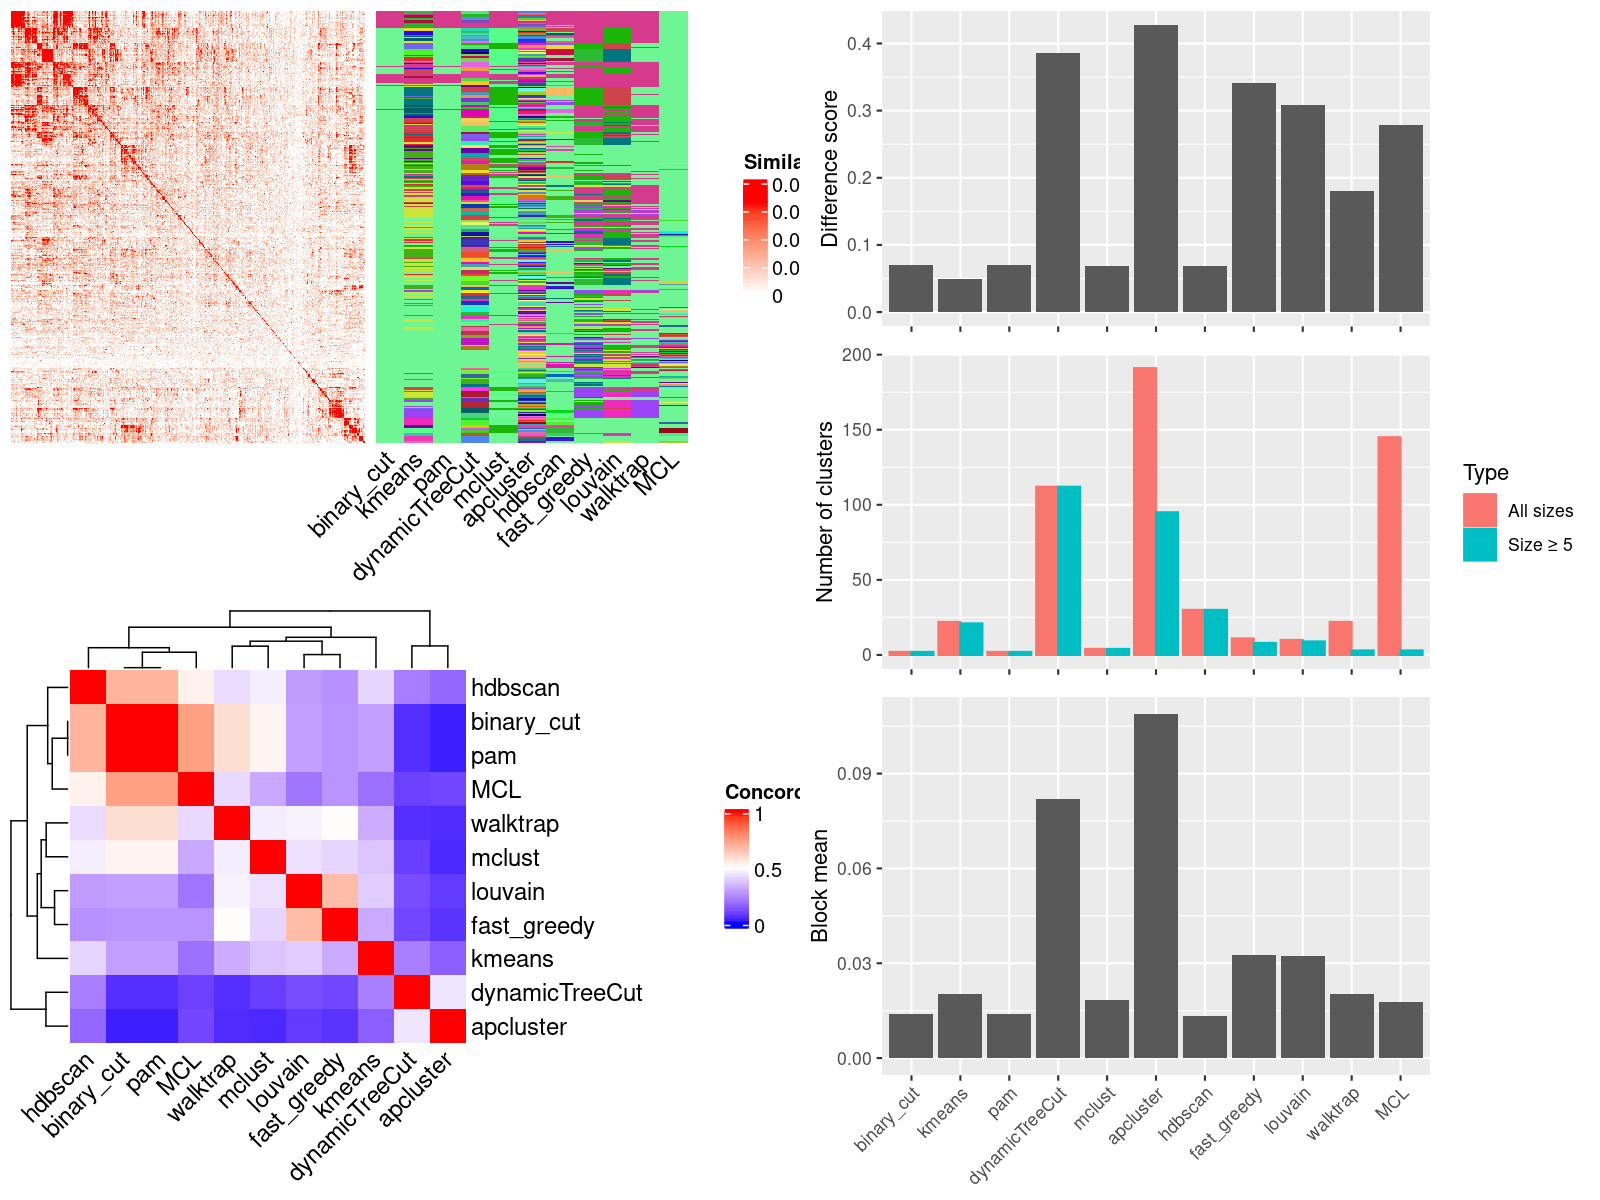 Simila
0.0
0.0
0.0
0.0
0
binary_cut
kmeans
pam
dynamicTreeCut
mclust
apcluster
hdbscan
fast_greedy
louvain
walktrap
MCL
hdbscan
binary_cut
pam
MCL
walktrap
mclust
louvain
fast_greedy
kmeans
dynamicTreeCut
apcluster
hdbscan
binary_cut
pam
MCL
walktrap
mclust
louvain
fast_greedy
kmeans
dynamicTreeCut
apcluster
Concord
1
0.5
0
Difference score
0.4
0.3
0.2
0.1
0.0
Number of clusters
200
150
100
50
0
Type
All sizes
Size ≥ 5
Block mean
0.09
0.06
0.03
0.00
binary_cut
kmeans
pam
dynamicTreeCut
mclust
apcluster
hdbscan
fast_greedy
louvain
walktrap
MCL